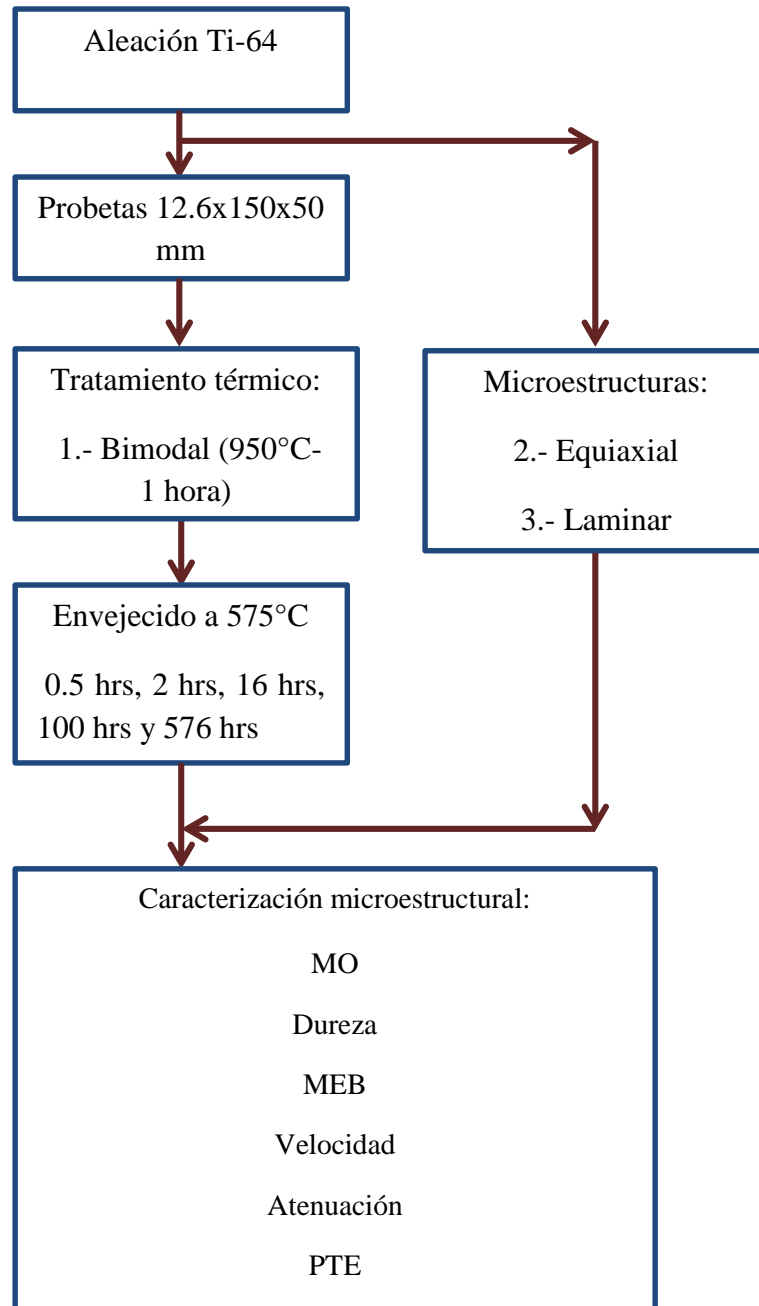 Aleación Ti-64
Probetas 12.6x150x50
mm
Tratamiento térmico:
1.- Bimodal (950°C-
1 hora)
Microestructuras:
2.- Equiaxial
3.- Laminar
Envejecido a 575°C
0.5 hrs, 2 hrs, 16 hrs,
100 hrs y 576 hrs
Caracterización microestructural:
MO
Dureza
MEB
Velocidad
Atenuación
PTE